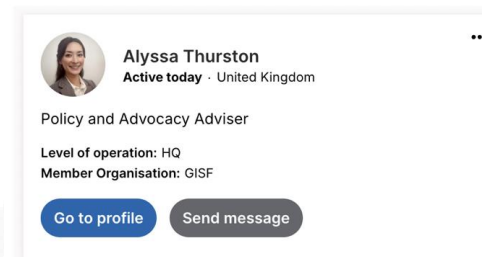 Alyssa Thurston
Active today · United Kingdom
Policy and Advocacy Adviser
Level of operation: HQ
Member Organisation: GISF
Go to profile Send message